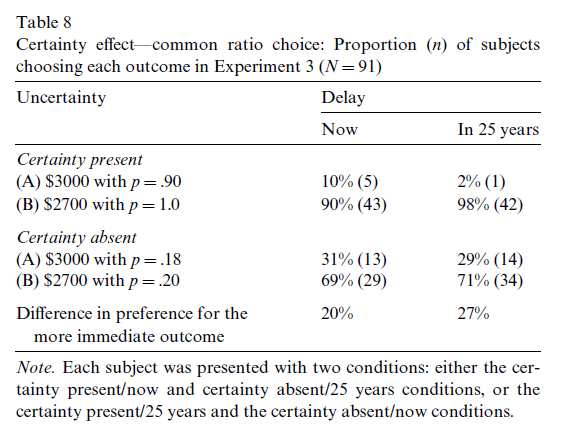 Table 8
Certainty effect—common ratio choice: Proportion (n) of subjects
choosing each outcome in Experiment 3 (N=91)
Uncertainty Delay
Now In 25 years
Certainty present
(A) $3000 with p=.90 10% (5) 2% (1)
(B) $2700 with p=1.0 90% (43) 98% (42)
Certainty absent
(A) $3000 with p=.18 31% (13) 29% (14)
(B) $2700 with p=.20 69% (29) 71% (34)
Difference in preference for the 20% 27%
more immediate outcome
Note. Each subject was presented with two conditions: either the cer-
tainty present/now and certainty absent/25 years conditions, or the
certainty present/25 years and the certainty absent/now conditions.